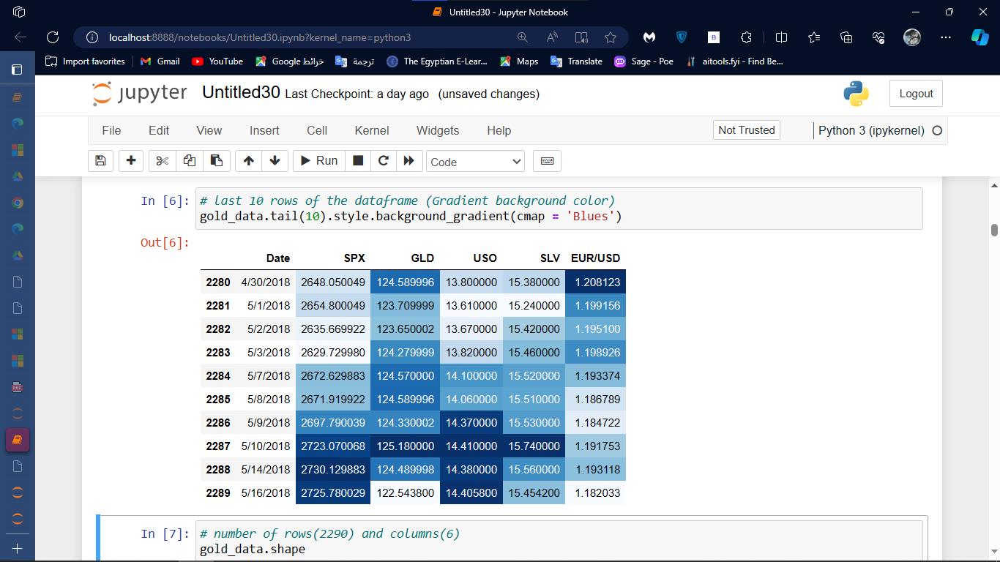 Untitled30 - Jupyter Notebook
localhost:8888/notebooks/Untitled30.ipynb?kernel_name=python3
Import favorites Gmail YouTube Google خرائط ترجمة The Egyptian E-Lear... Maps Translate Sage - Poe aitools.fyi - Find Be...
jupyter Untitled30 Last Checkpoint: a day ago (unsaved changes) Logout
File Edit View Insert Cell Kernel Widgets Help Not Trusted Python 3 (ipykernel)
Run Code
In [6]: # last 10 rows of the dataframe (Gradient background color)
gold_data.tail(10).style.background_gradient(cmap = 'Blues')
Out[6]:
Date SPX GLD USO SLV EUR/USD
2280 4/30/2018 2648.050049 124.589996 13.800000 15.380000 1.208123
2281 5/1/2018 2654.800049 123.709999 13.610000 15.240000 1.199156
2282 5/2/2018 2635.669922 123.650002 13.670000 15.420000 1.195100
2283 5/3/2018 2629.729980 124.279999 13.820000 15.460000 1.198926
2284 5/7/2018 2672.629883 124.570000 14.100000 15.520000 1.193374
2285 5/8/2018 2671.919922 124.589996 14.060000 15.510000 1.186789
2286 5/9/2018 2697.790039 124.330002 14.370000 15.530000 1.184722
2287 5/10/2018 2723.070068 125.180000 14.410000 15.740000 1.191753
2288 5/14/2018 2730.129883 124.489998 14.380000 15.560000 1.193118
2289 5/16/2018 2725.780029 122.543800 14.405800 15.454200 1.182033
In [7]: # number of rows(2290) and columns(6)
gold_data.shape